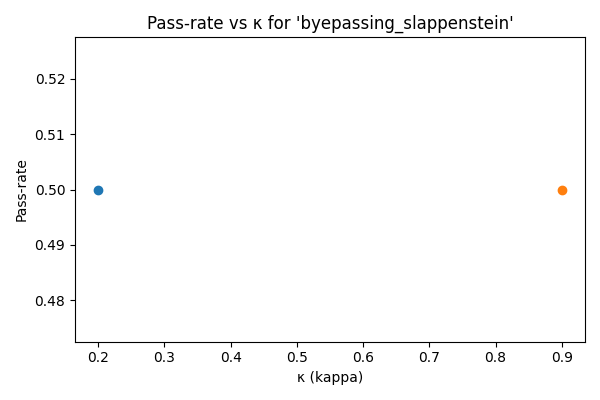 Pass-rate vs κ for 'byepassing_slappenstein'
Pass-rate
0.52
0.51
0.50
0.49
0.48
0.2 0.3 0.4 0.5 0.6 0.7 0.8 0.9
κ (kappa)